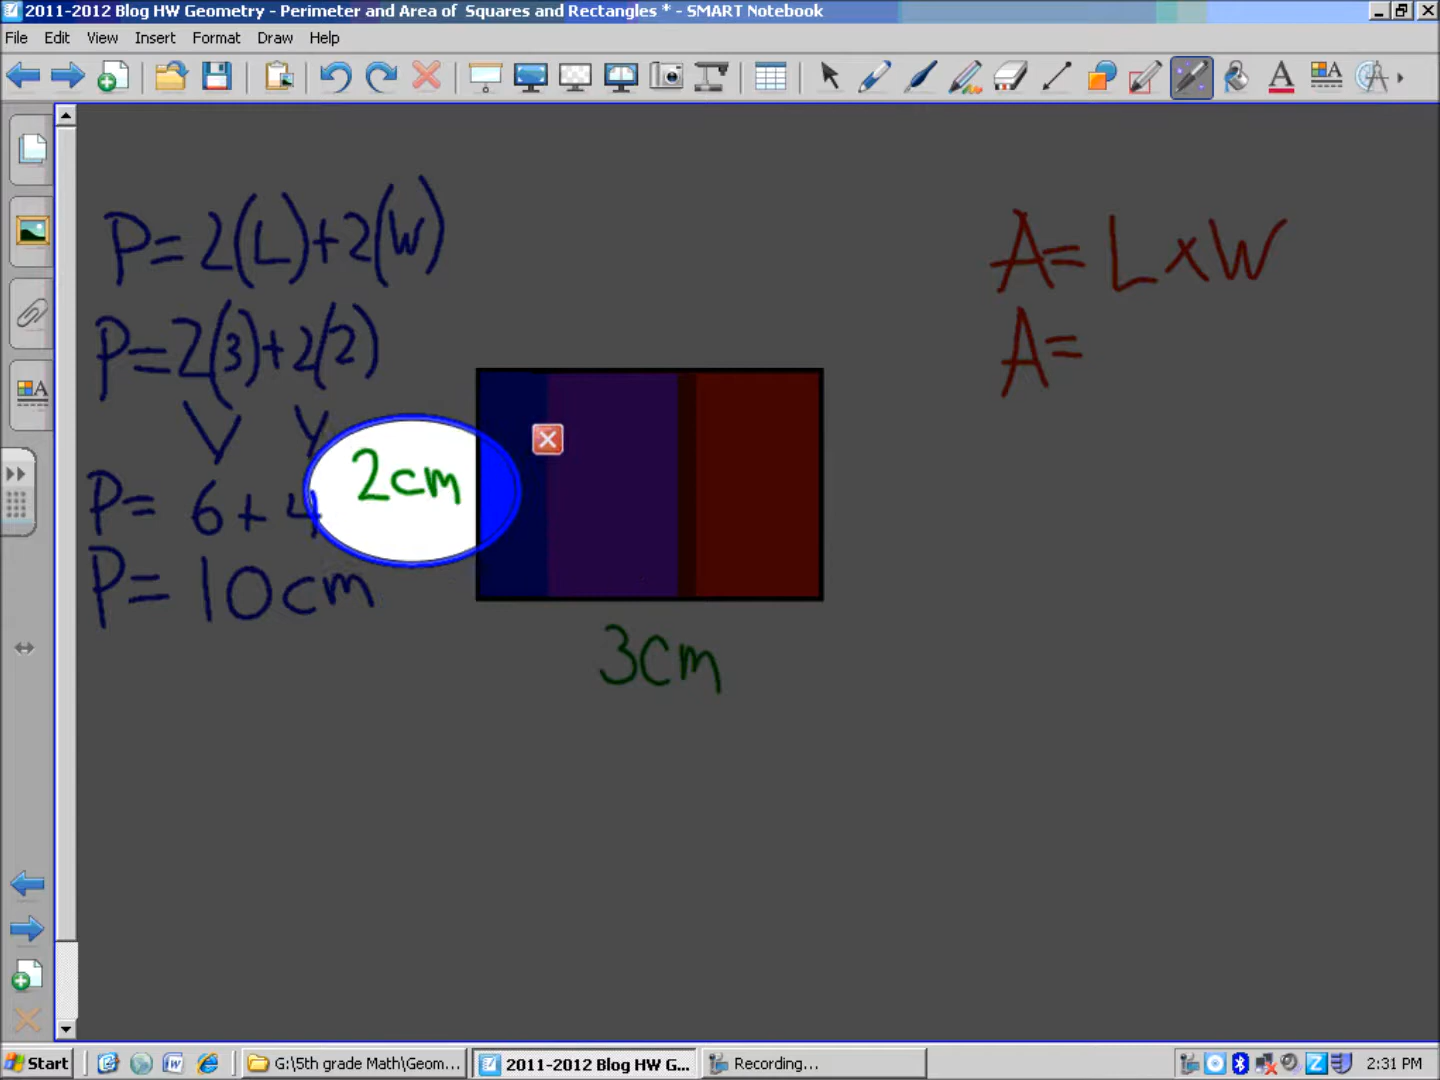 2011-2012 Blog HW Geometry - Perimeter and Area of Squares and Rectangles * - SMART Notebook
File Edit View Insert Format Draw Help
P=2(L)+2(W)
P=2(3)+2(2)
P= 6+4
P= 10cm
2cm
3cm
A= L×W
A=
Start
G:\5th grade Math\Geom...
2011-2012 Blog HW G...
Recording...
2:31 PM